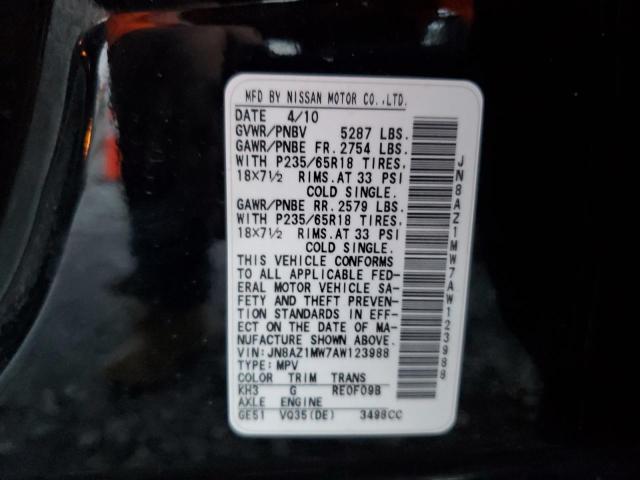 MFD BY NISSAN MOTOR CO.,LTD.
DATE 4/10
GVWR/PNBV 5287 LBS.
GAWR/PNBE FR. 2754 LBS.
WITH P235/65R18 TIRES.
18X7½ RIMS.AT 33 PSI
COLD SINGLE.
GAWR/PNBE RR. 2579 LBS.
WITH P235/65R18 TIRES.
18X7½ RIMS.AT 33 PSI
COLD SINGLE.
THIS VEHICLE CONFORMS
TO ALL APPLICABLE FED-
ERAL MOTOR VEHICLE SA-
FETY AND THEFT PREVEN-
TION STANDARDS IN EFF-
ECT ON THE DATE OF MA-
NUFACTURE SHOWN ABOVE.
VIN:JN8AZ1MW7AW123988
TYPE:MPV
COLOR TRIM TRANS
KH3 G RE0F09B
AXLE ENGINE
GE51 VQ35(DE) 3498CC
JN8AZ1MW7AW123988